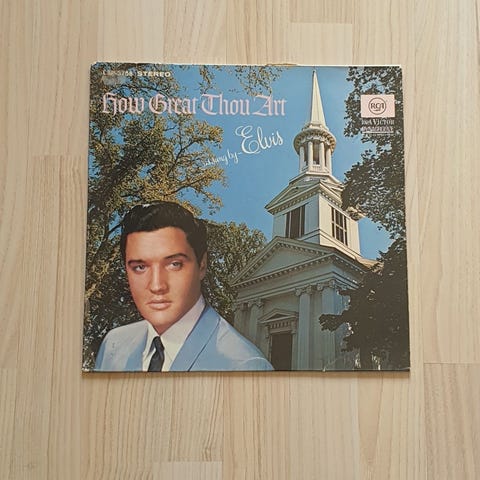 STEREO
How Great Thou Art
as sung by Elvis
RCA
RCA VICTOR